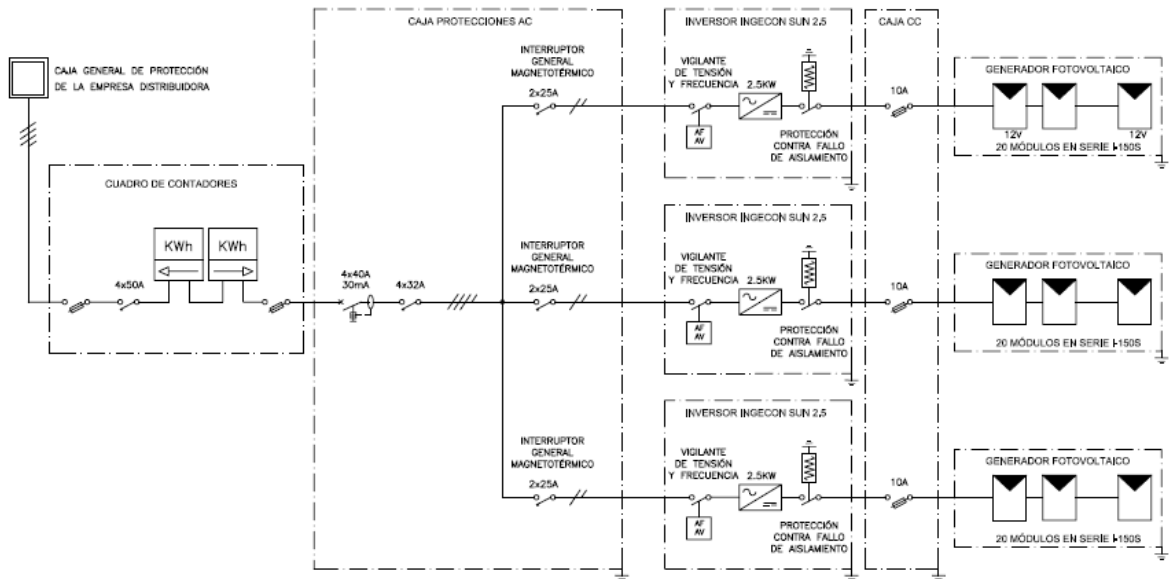 CAJA PROTECCIONES AC
INVERSOR INGECON SUN 2,5
CAJA CC
CAJA GENERAL DE PROTECCIÓN
DE LA EMPRESA DISTRIBUIDORA
INTERRUPTOR
GENERAL
MAGNETOTÉRMICO
2x25A
VIGILANTE
DE TENSIÓN
Y FRECUENCIA
2.5KW
AF
AV
PROTECCIÓN
CONTRA FALLO
DE AISLAMIENTO
10A
GENERADOR FOTOVOLTAICO
12V
12V
20 MÓDULOS EN SERIE I-150S
CUADRO DE CONTADORES
KWh
KWh
4x50A
4x40A
30mA
4x32A
INVERSOR INGECON SUN 2,5
INTERRUPTOR
GENERAL
MAGNETOTÉRMICO
2x25A
VIGILANTE
DE TENSIÓN
Y FRECUENCIA
2.5KW
AF
AV
PROTECCIÓN
CONTRA FALLO
DE AISLAMIENTO
10A
GENERADOR FOTOVOLTAICO
20 MÓDULOS EN SERIE I-150S
INVERSOR INGECON SUN 2,5
INTERRUPTOR
GENERAL
MAGNETOTÉRMICO
2x25A
VIGILANTE
DE TENSIÓN
Y FRECUENCIA
2.5KW
AF
AV
PROTECCIÓN
CONTRA FALLO
DE AISLAMIENTO
10A
GENERADOR FOTOVOLTAICO
20 MÓDULOS EN SERIE I-150S